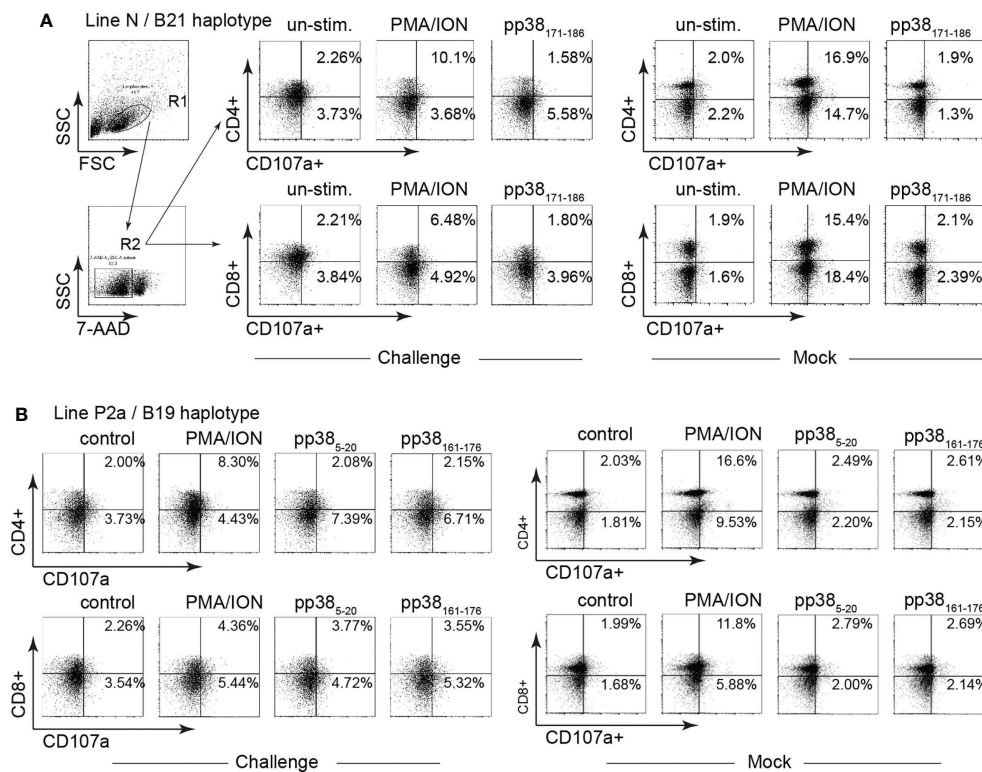 A Line N / B21 haplotype
un-stim. PMA/ION pp38171-186 un-stim. PMA/ION pp38171-186
2.26% 10.1% 1.58% 2.0% 16.9% 1.9%
R1
SSC CD4+ CD4+
3.73% 3.68% 5.58% 2.2% 14.7% 1.3%
FSC
CD107a+ CD107a+
un-stim. PMA/ION pp38171-186 un-stim. PMA/ION pp38171-186
2.21% 6.48% 1.80% 1.9% 15.4% 2.1%
R2
SSC CD8+ CD8+
3.84% 4.92% 3.96% 1.6% 18.4% 2.39%
7-AAD
CD107a+ CD107a+
Challenge Mock
B Line P2a / B19 haplotype
control PMA/ION pp385-20 pp38161-176 control PMA/ION pp385-20 pp38161-176
2.00% 8.30% 2.08% 2.15% 2.03% 16.6% 2.49% 2.61%
CD4+ CD4+
3.73% 4.43% 7.39% 6.71% 1.81% 9.53% 2.20% 2.15%
CD107a CD107a+
control PMA/ION pp385-20 pp38161-176 control PMA/ION pp385-20 pp38161-176
2.26% 4.36% 3.77% 3.55% 1.99% 11.8% 2.79% 2.69%
CD8+ CD8+
3.54% 5.44% 4.72% 5.32% 1.68% 5.88% 2.00% 2.14%
CD107a CD107a+
Challenge Mock